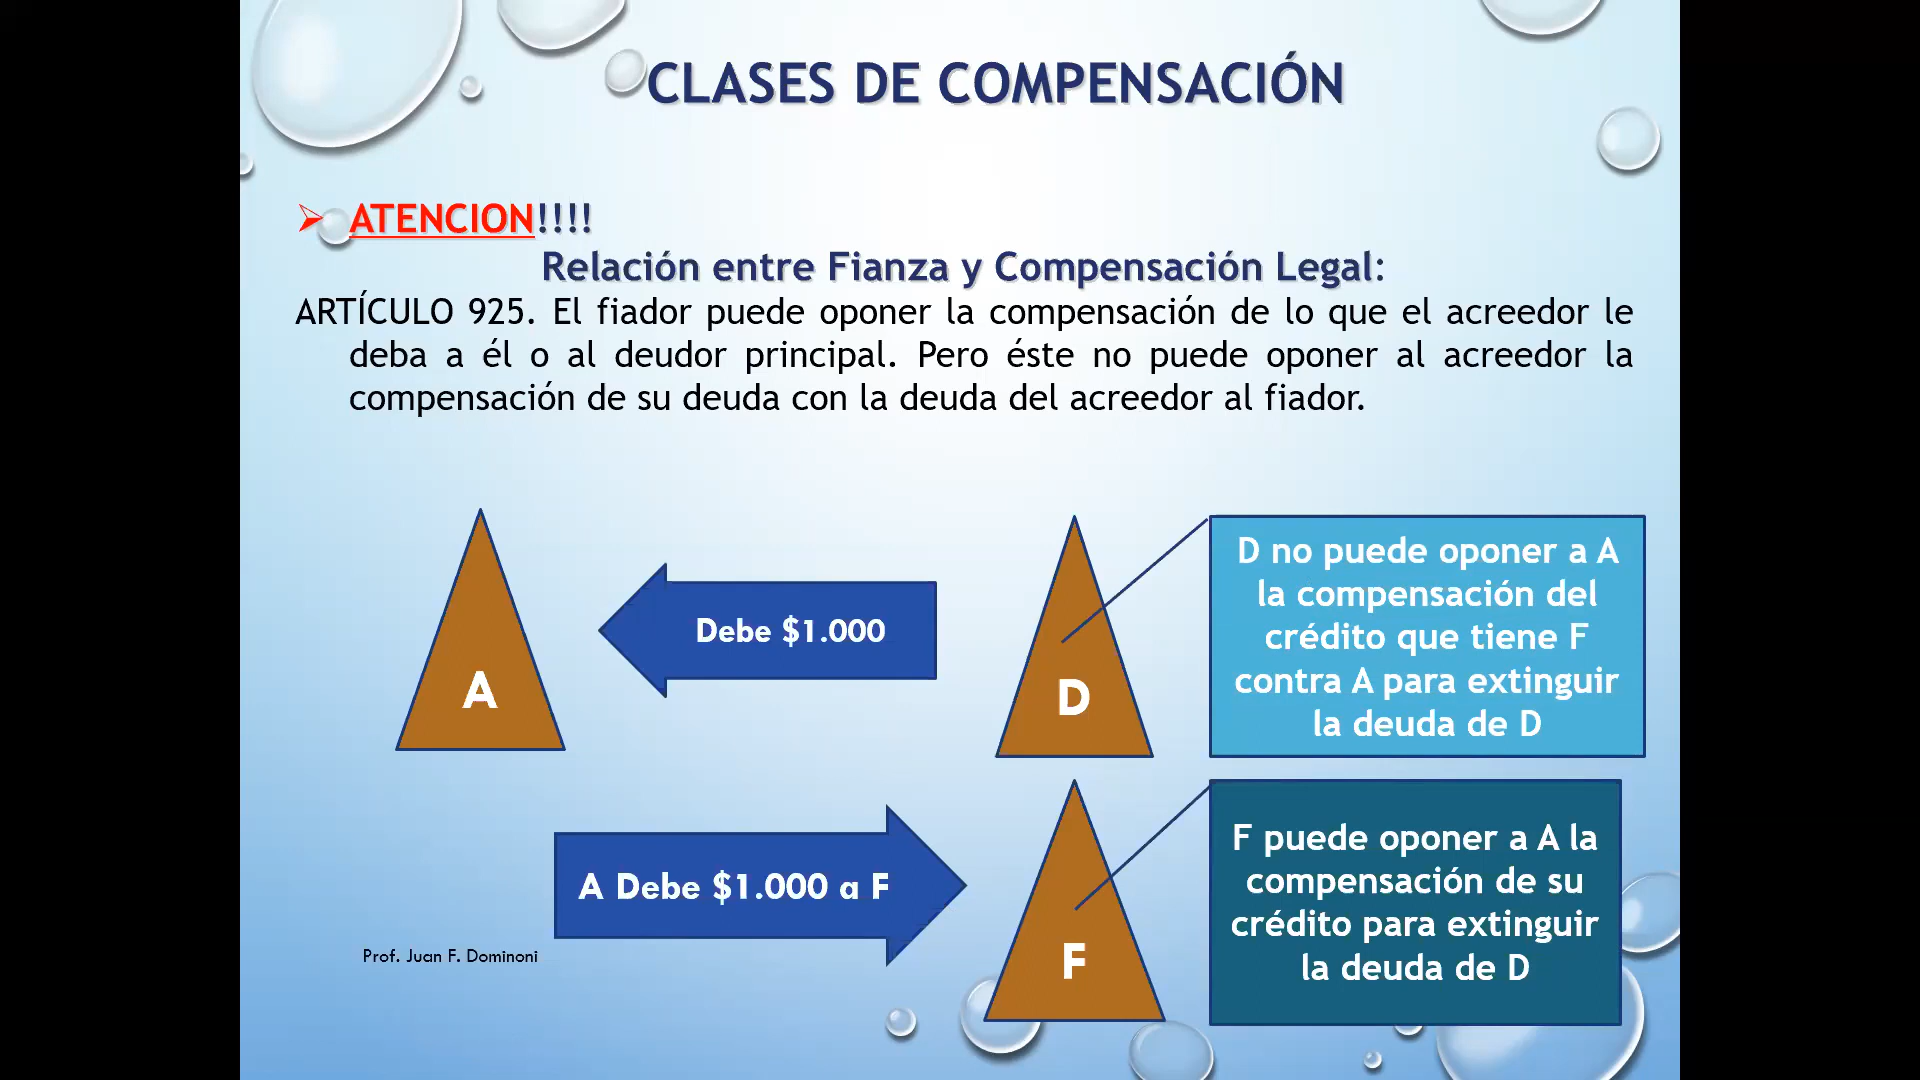 CLASES DE COMPENSACIÓN
ATENCION!!!!
Relación entre Fianza y Compensación Legal:
ARTÍCULO 925. El fiador puede oponer la compensación de lo que el acreedor le
deba a él o al deudor principal. Pero éste no puede oponer al acreedor la
compensación de su deuda con la deuda del acreedor al fiador.
A
Debe $1.000
D
D no puede oponer a A
la compensación del
crédito que tiene F
contra A para extinguir
la deuda de D
A Debe $1.000 a F
F
F puede oponer a A la
compensación de su
crédito para extinguir
la deuda de D
Prof. Juan F. Dominoni